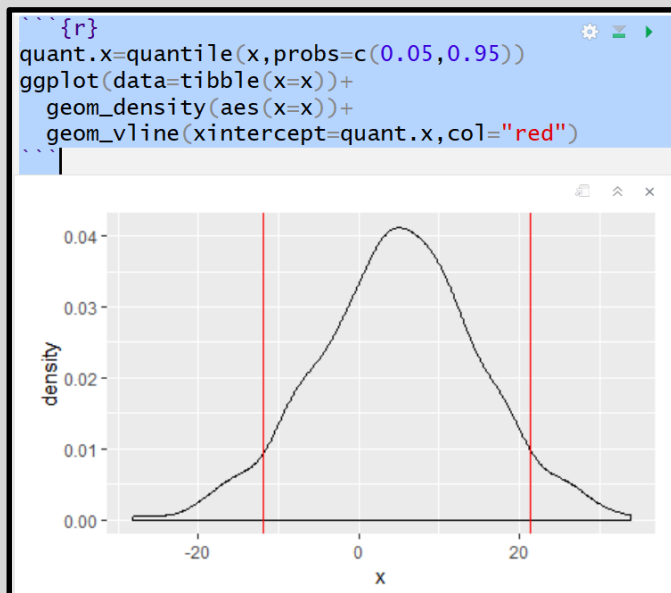 ```{r}
quant.x=quantile(x,probs=c(0.05,0.95))
ggplot(data=tibble(x=x))+
  geom_density(aes(x=x))+
  geom_vline(xintercept=quant.x,col="red")
```
0.04
0.03
0.02
0.01
0.00
density
-20 0 20
x